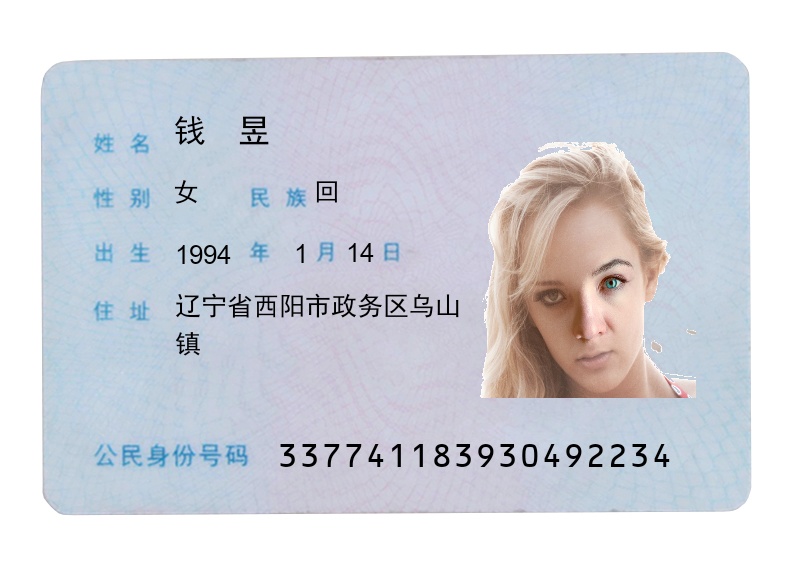 姓名 钱昱
性别 女 民族 回
出生 1994 年 1 月 14 日
住址 辽宁省西阳市政务区乌山
镇
公民身份号码 337741183930492234